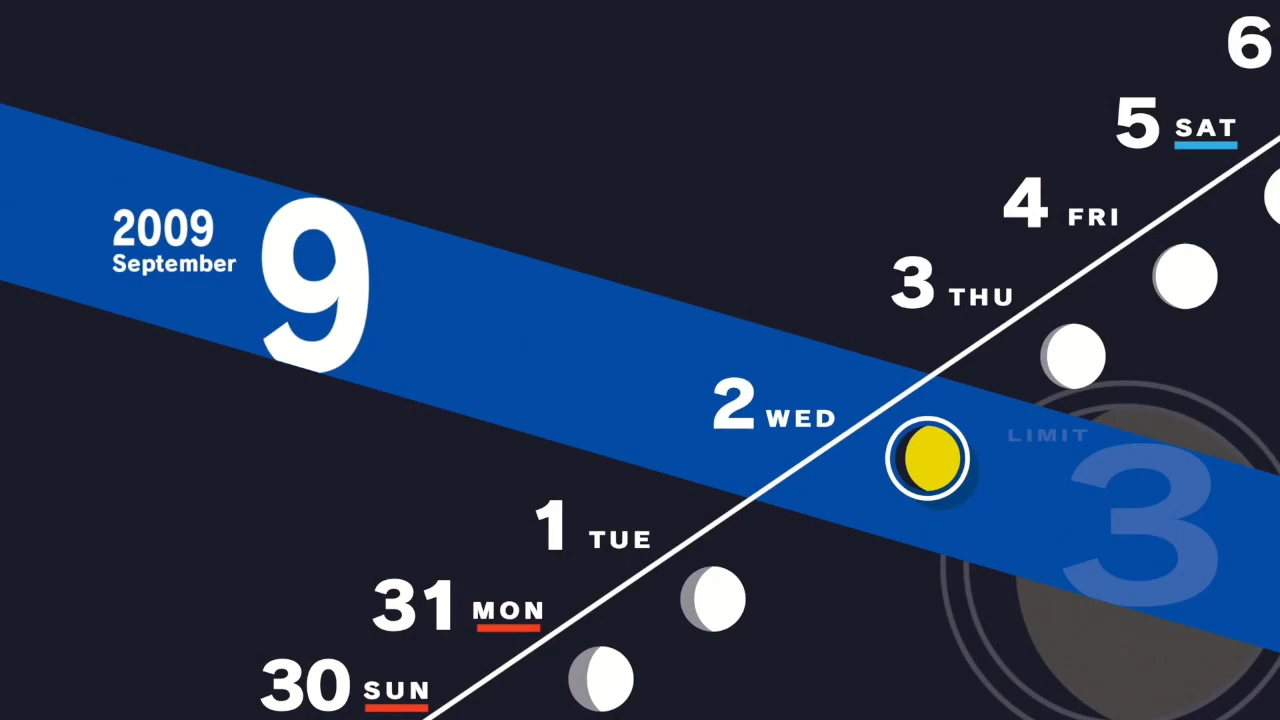 6
5 SAT
4 FRI
3 THU
2 WED
1 TUE
31 MON
30 SUN
2009
September
9
LIMIT
3